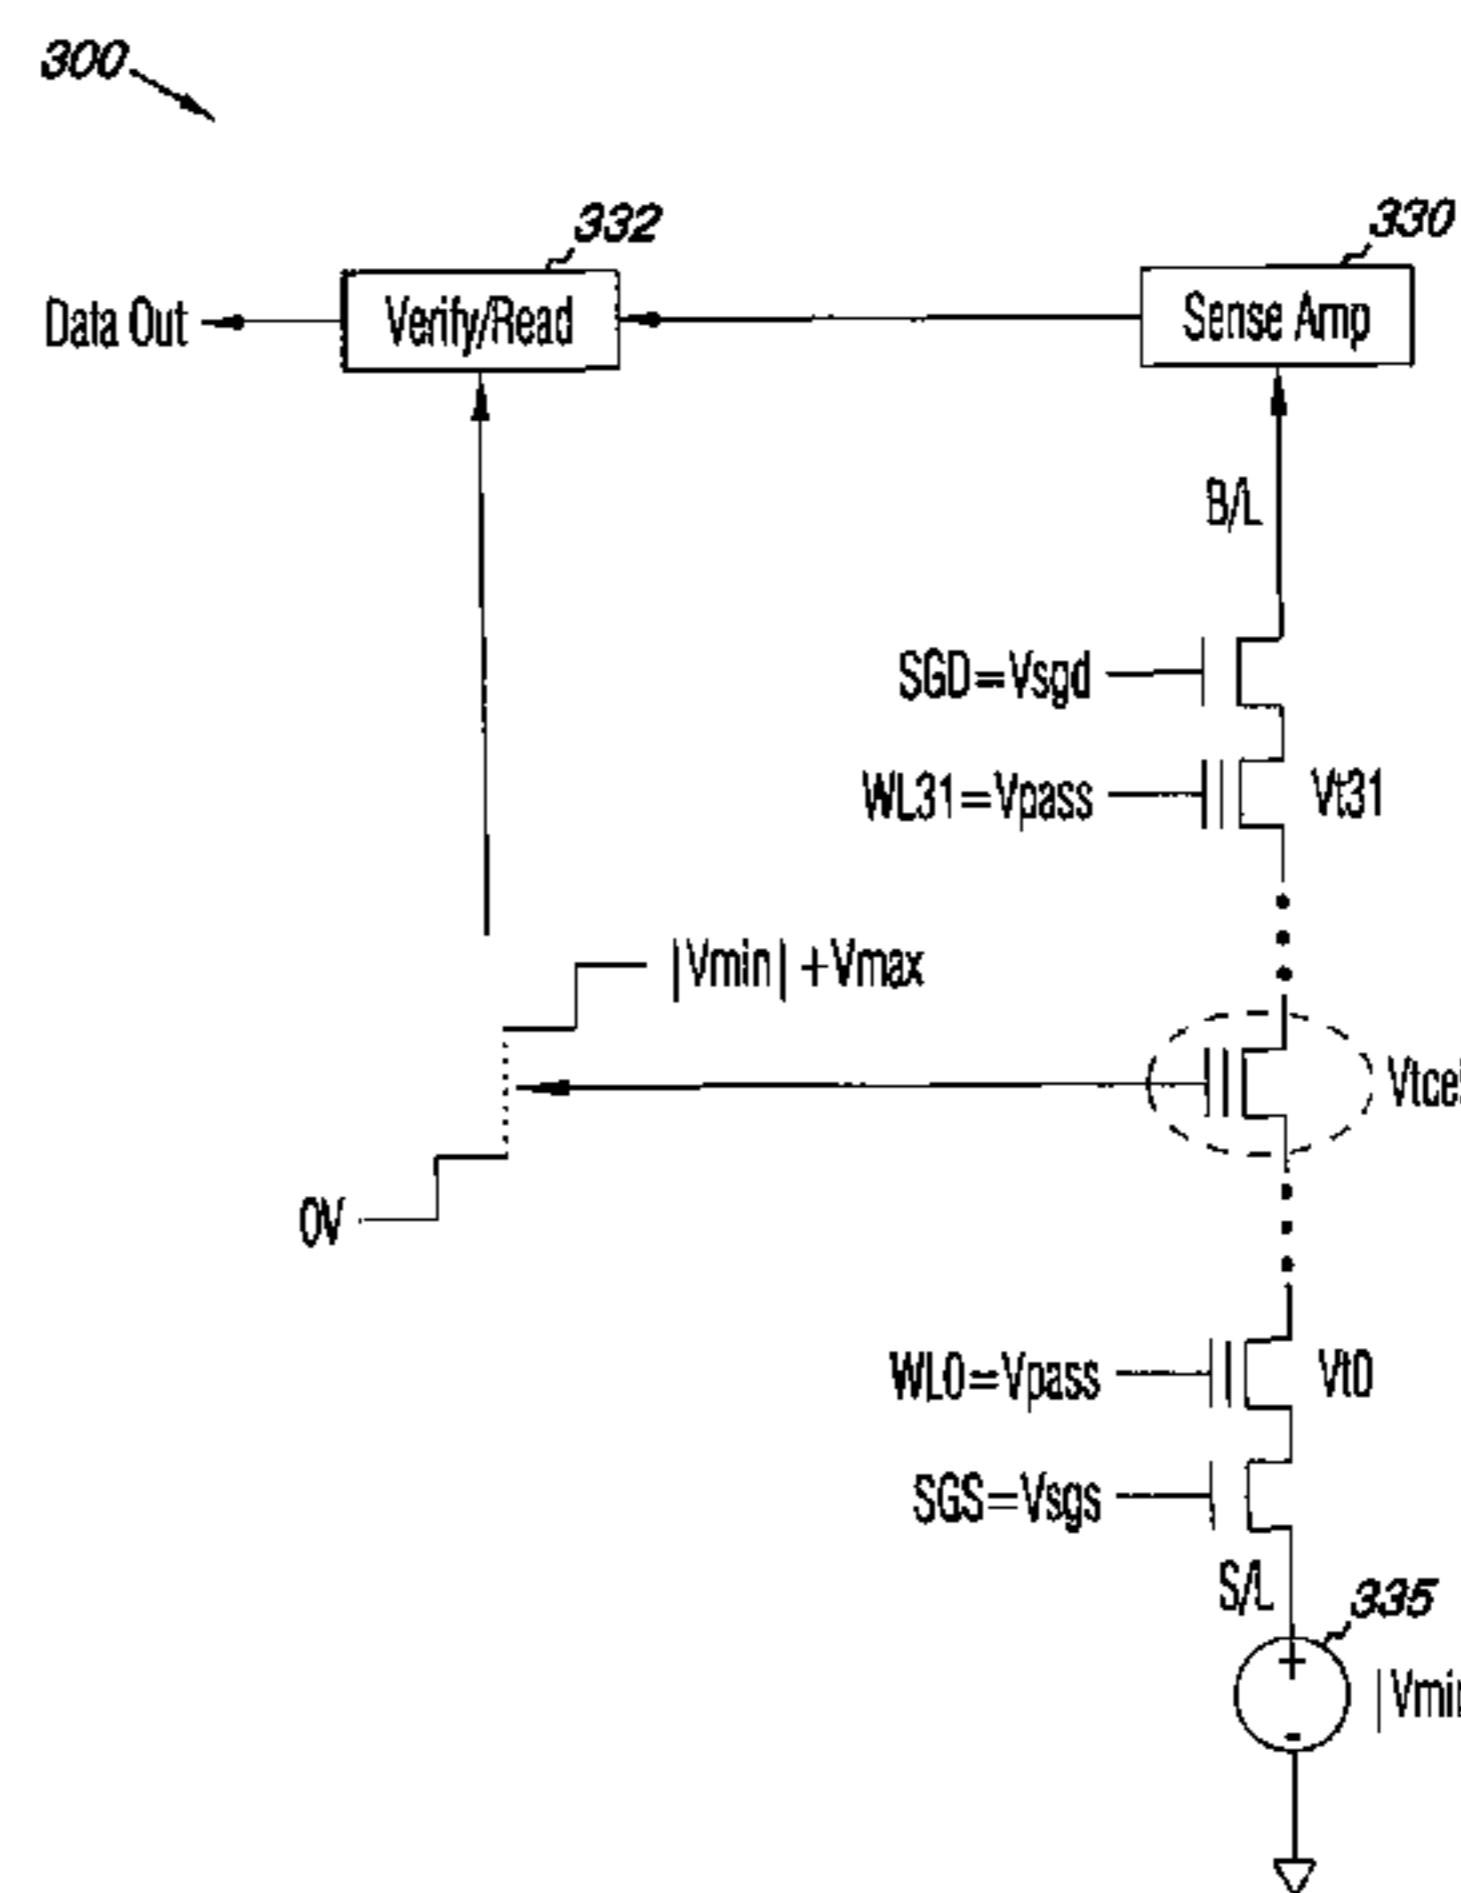 300
332
330
Data Out
Verify/Read
Sense Amp
B/L
SGD=Vsgd
WL31=Vpass
Vt31
|Vmin|+Vmax
0V
WL0=Vpass
Vt0
SGS=Vsgs
S/L
335
+
-